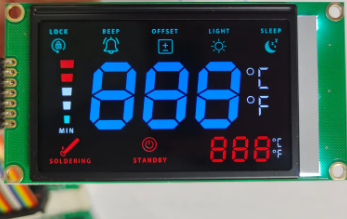 LOCK BEEP OFFSET LIGHT SLEEP
888 °C
°F
MIN
SOLDERING STANDBY 888 °C
°F